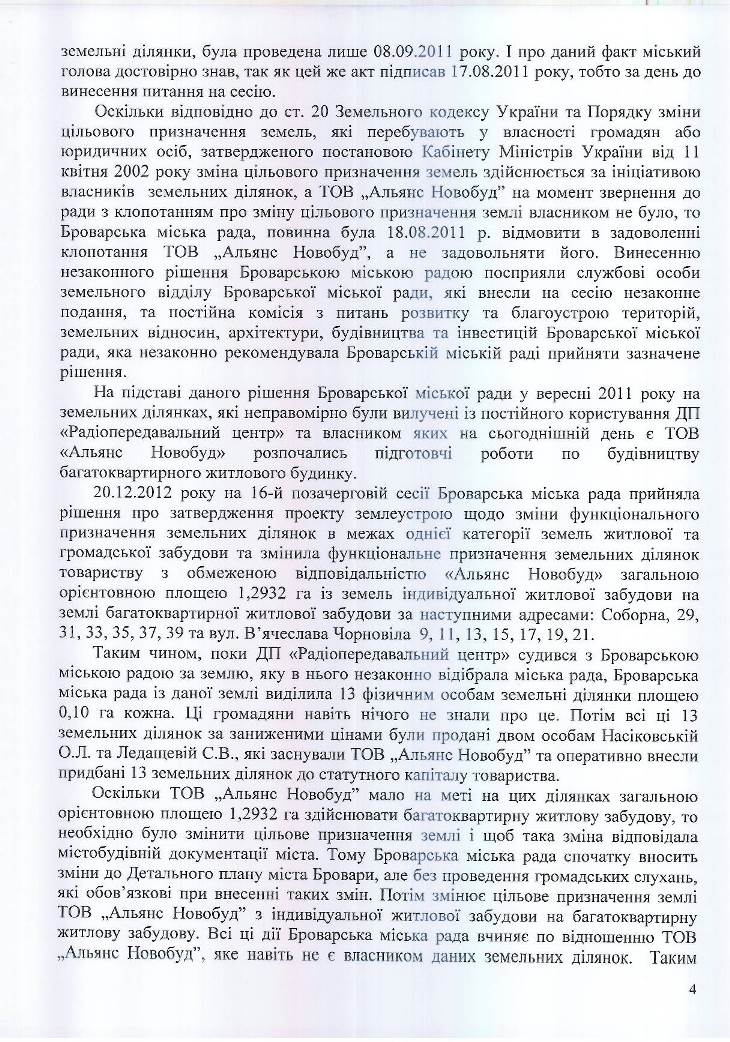 земельні ділянки, була проведена лише 08.09.2011 року. І про даний факт міський
голова достовірно знав, так як цей же акт підписав 17.08.2011 року, тобто за день до
винесення питання на сесію.
Оскільки відповідно до ст. 20 Земельного кодексу України та Порядку зміни
цільового призначення земель, які перебувають у власності громадян або
юридичних осіб, затвердженого постановою Кабінету Міністрів України від 11
квітня 2002 року зміна цільового призначення земель здійснюється за ініціативою
власників земельних ділянок, а ТОВ „Альянс Новобуд” на момент звернення до
ради з клопотанням про зміну цільового призначення землі власником не було, то
Броварська міська рада, повинна була 18.08.2011 р. відмовити в задоволенні
клопотання ТОВ „Альянс Новобуд”, а не задовольняти його. Винесенню
незаконного рішення Броварською міською радою посприяли службові особи
земельного відділу Броварської міської ради, які внесли на сесію незаконне
подання, та постійна комісія з питань розвитку та благоустрою територій,
земельних відносин, архітектури, будівництва та інвестицій Броварської міської
ради, яка незаконно рекомендувала Броварській міській раді прийняти зазначене
рішення.
На підставі даного рішення Броварської міської ради у вересні 2011 року на
земельних ділянках, які неправомірно були вилучені із постійного користування ДП
«Радіопередавальний центр» та власником яких на сьогоднішній день є ТОВ
«Альянс Новобуд» розпочались підготовчі роботи по будівництву
багатоквартирного житлового будинку.
20.12.2012 року на 16-й позачерговій сесії Броварська міська рада прийняла
рішення про затвердження проекту землеустрою щодо зміни функціонального
призначення земельних ділянок в межах однієї категорії земель житлової та
громадської забудови та змінила функціональне призначення земельних ділянок
товариству з обмеженою відповідальністю «Альянс Новобуд» загальною
орієнтовною площею 1,2932 га із земель індивідуальної житлової забудови на
землі багатоквартирної житлової забудови за наступними адресами: Соборна, 29,
31, 33, 35, 37, 39 та вул. В’ячеслава Чорновіла 9, 11, 13, 15, 17, 19, 21.
Таким чином, поки ДП «Радіопередавальний центр» судився з Броварською
міською радою за землю, яку в нього незаконно відібрала міська рада, Броварська
міська рада із даної землі виділила 13 фізичним особам земельні ділянки площею
0,10 га кожна. Ці громадяни навіть нічого не знали про це. Потім всі ці 13
земельних ділянок за заниженими цінами були продані двом особам Насіковській
О.Л. та Ледащевій С.В., які заснували ТОВ „Альянс Новобуд” та оперативно внесли
придбані 13 земельних ділянок до статутного капіталу товариства.
Оскільки ТОВ „Альянс Новобуд” мало на меті на цих ділянках загальною
орієнтовною площею 1,2932 га здійснювати багатоквартирну житлову забудову, то
необхідно було змінити цільове призначення землі і щоб така зміна відповідала
містобудівній документації міста. Тому Броварська міська рада спочатку вносить
зміни до Детального плану міста Бровари, але без проведення громадських слухань,
які обов’язкові при внесенні таких змін. Потім змінює цільове призначення землі
ТОВ „Альянс Новобуд” з індивідуальної житлової забудови на багатоквартирну
житлову забудову. Всі ці дії Броварська міська рада вчиняє по відношенню ТОВ
„Альянс Новобуд”, яке навіть не є власником даних земельних ділянок. Таким
4